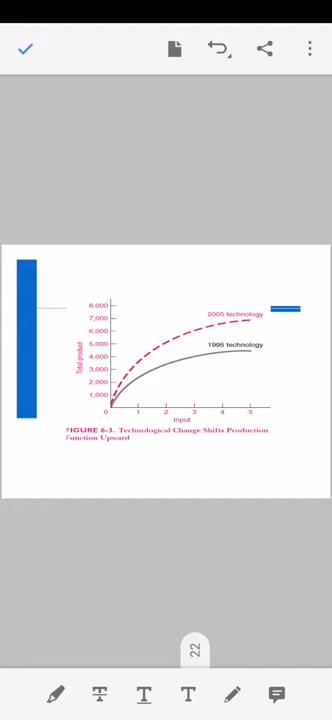 8,000
7,000
6,000
5,000
4,000
3,000
2,000
1,000
0
1 2 3 4 5
Total product
Input
2005 technology
1995 technology
FIGURE 6-3. Technological Change Shifts Production
Function Upward
22
T T T